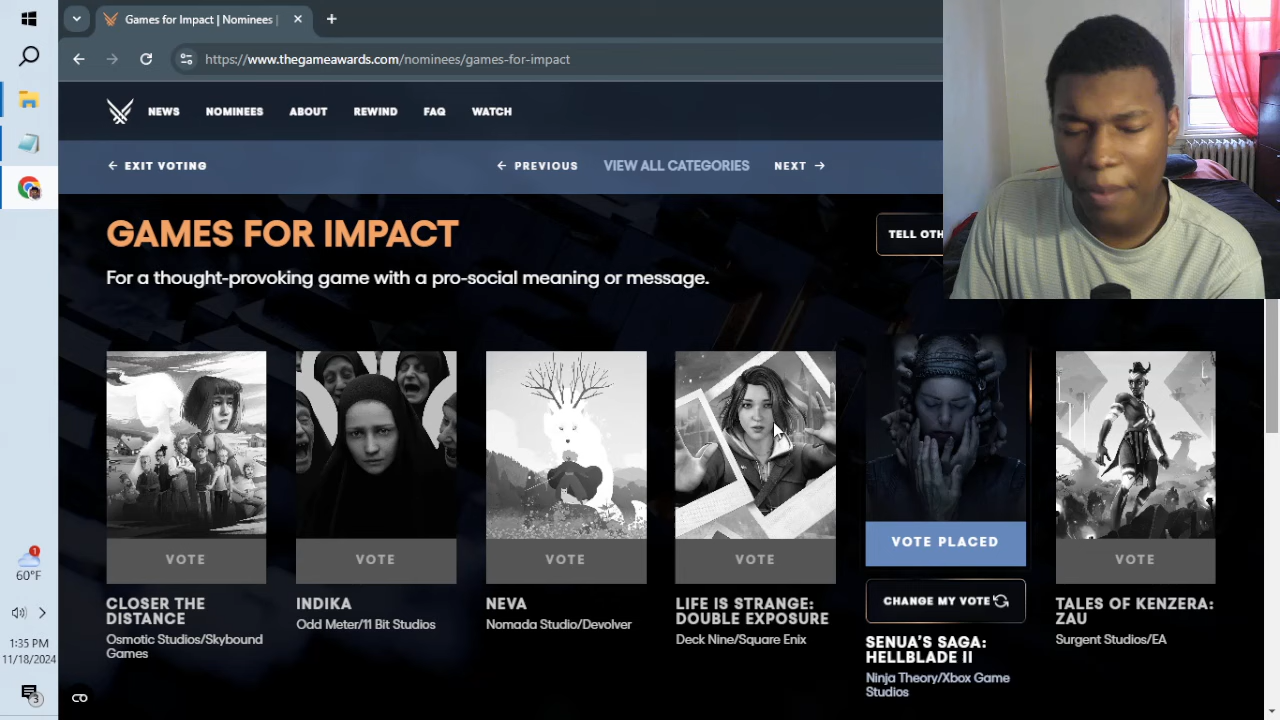 Games for Impact | Nominees |
https://www.thegameawards.com/nominees/games-for-impact
NEWS NOMINEES ABOUT REWIND FAQ WATCH
← EXIT VOTING ← PREVIOUS VIEW ALL CATEGORIES NEXT →
GAMES FOR IMPACT
TELL OTH
For a thought-provoking game with a pro-social meaning or message.
VOTE VOTE VOTE VOTE VOTE PLACED VOTE
CHANGE MY VOTE
CLOSER THE
DISTANCE
Osmotic Studios/Skybound
Games
INDIKA
Odd Meter/11 Bit Studios
NEVA
Nomada Studio/Devolver
LIFE IS STRANGE:
DOUBLE EXPOSURE
Deck Nine/Square Enix
SENUA'S SAGA:
HELLBLADE II
Ninja Theory/Xbox Game
Studios
TALES OF KENZERA:
ZAU
Surgent Studios/EA
1
60°F
1:35 PM
11/18/2024
3